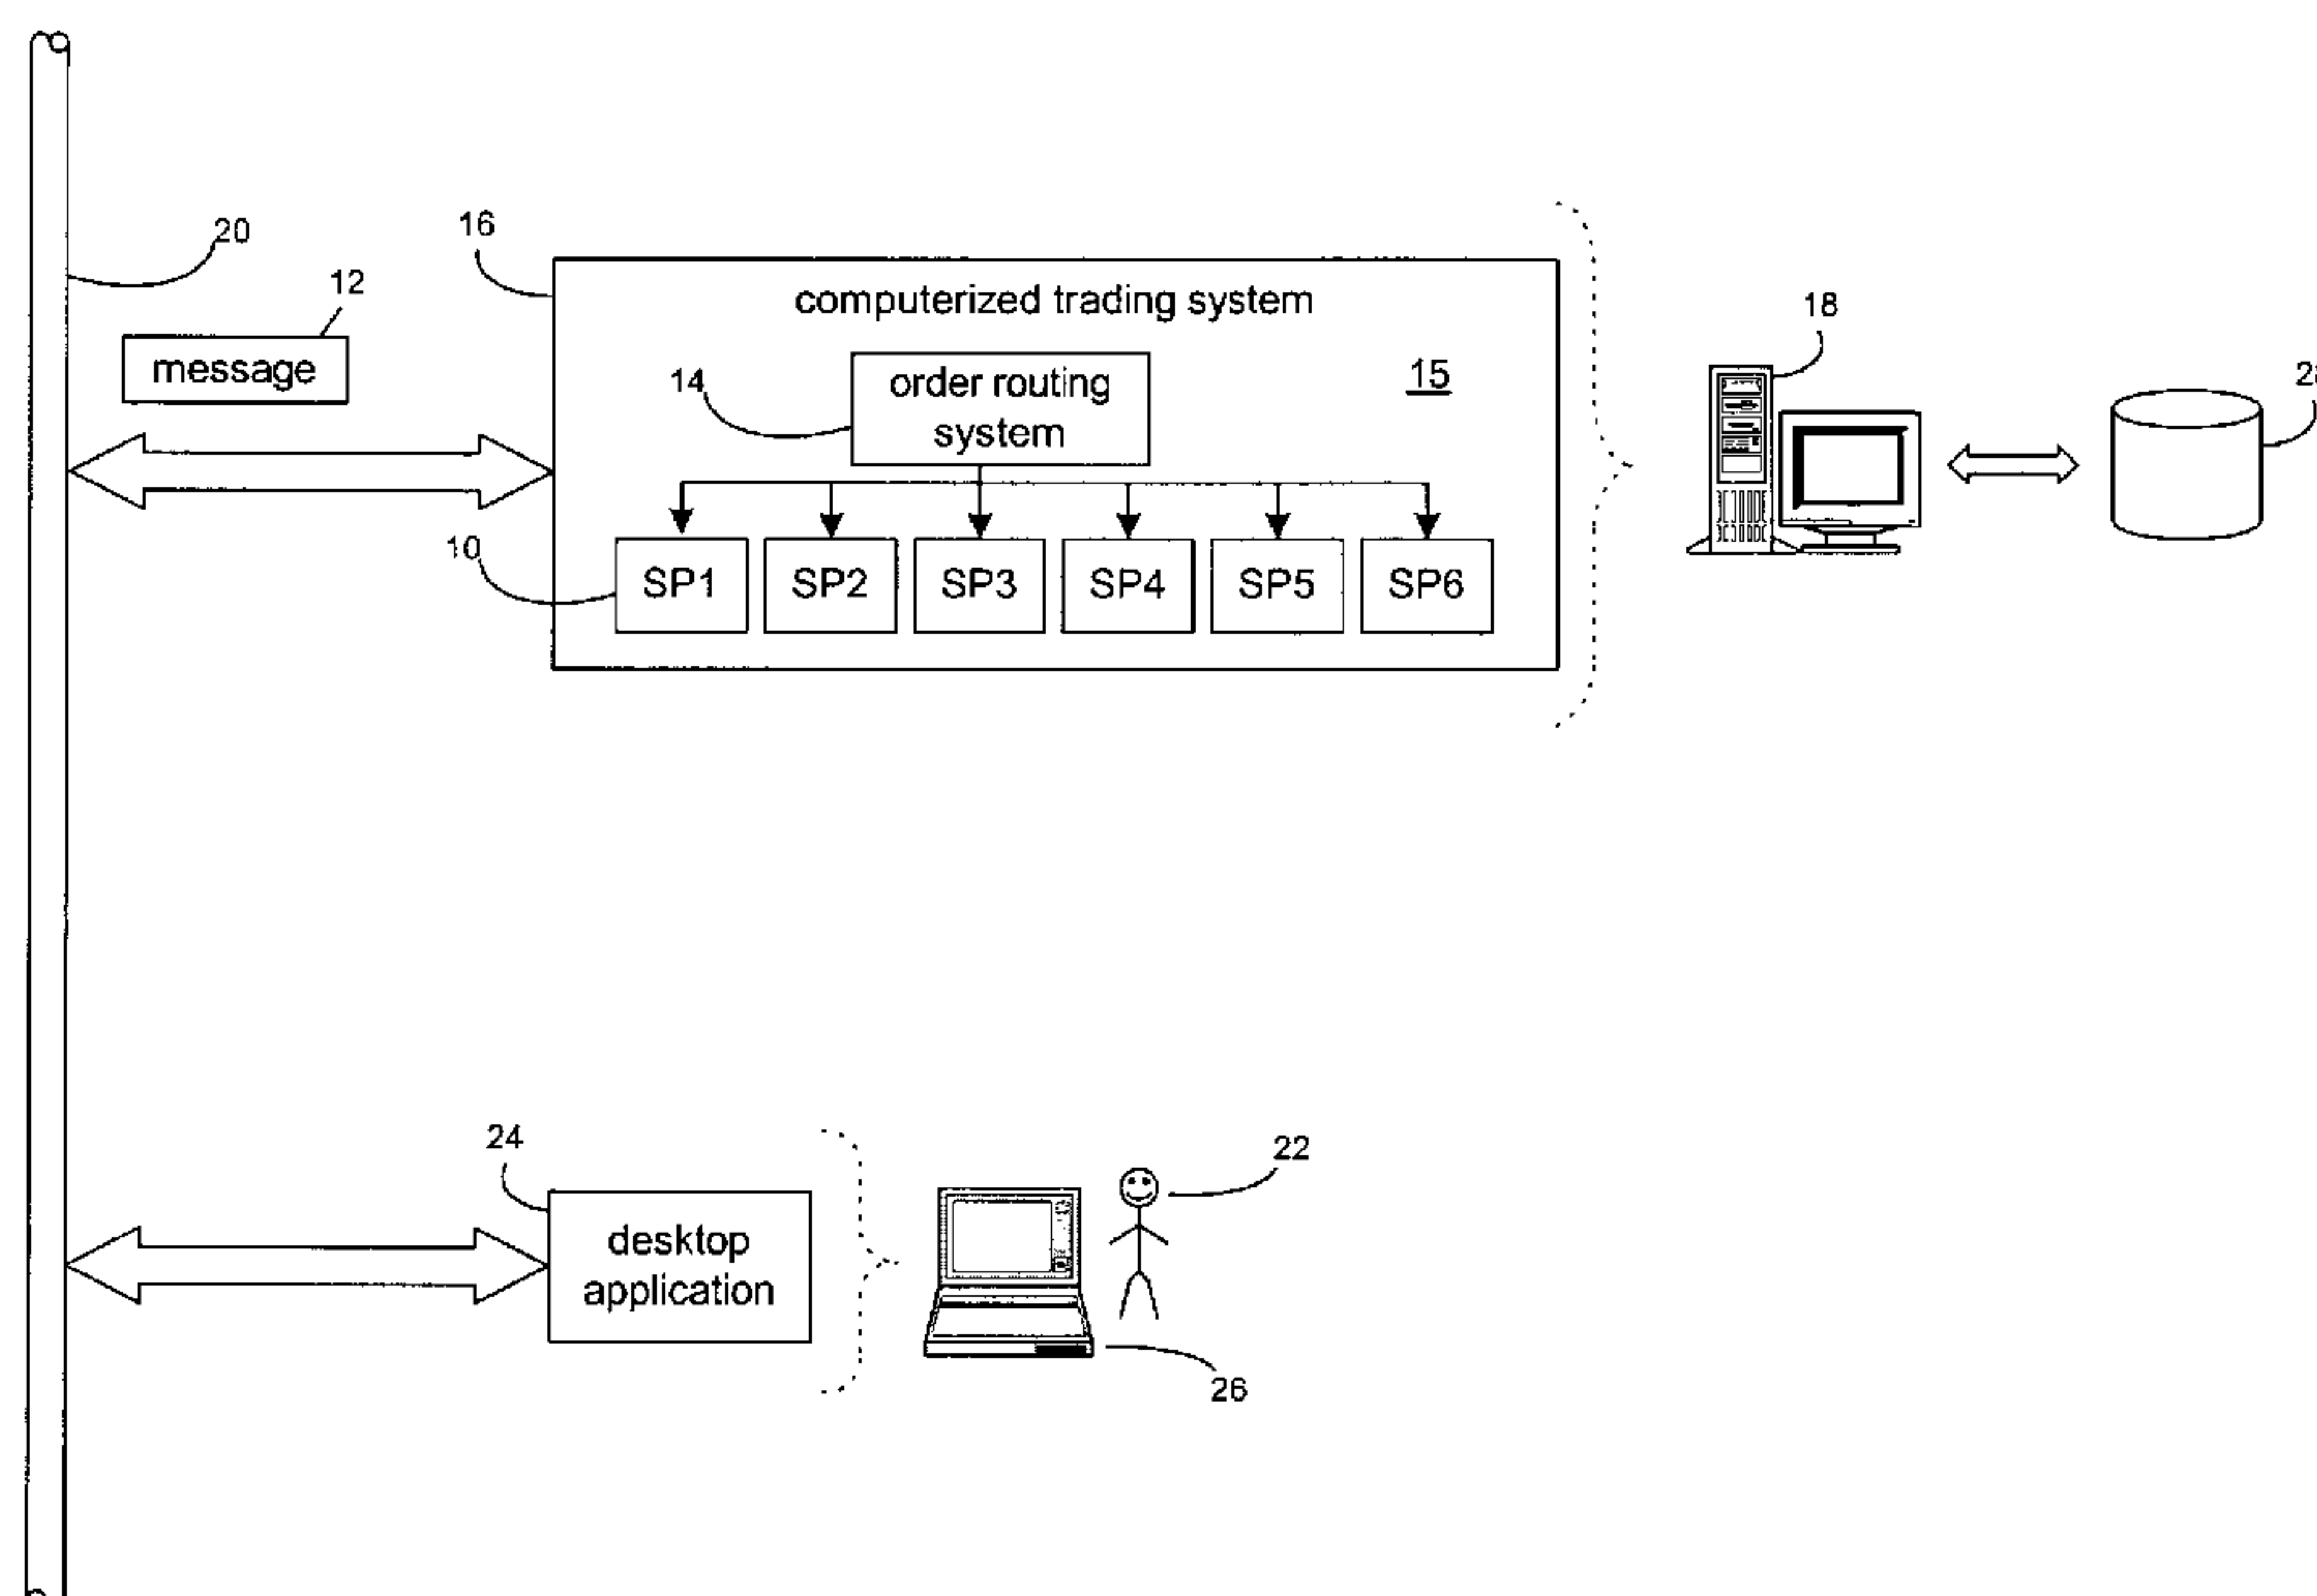 20
16
12
computerized trading system
18
message
14
order routing
system
15
10
SP1 SP2 SP3 SP4 SP5 SP6
24
22
desktop
application
26